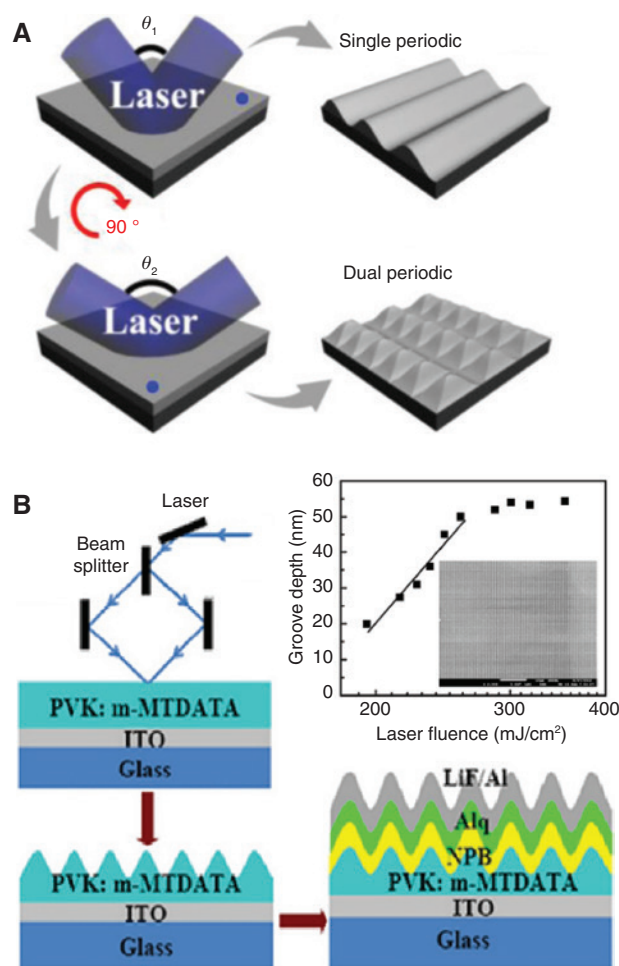 A
θ1
Laser
Single periodic
90 °
θ2
Laser
Dual periodic
B
Laser
Beam
splitter
PVK: m-MTDATA
ITO
Glass
60
50
40
30
20
10
0
Groove depth (nm)
200
300
400
Laser fluence (mJ/cm²)
PVK: m-MTDATA
ITO
Glass
LiF/Al
Alq
NPB
PVK: m-MTDATA
ITO
Glass